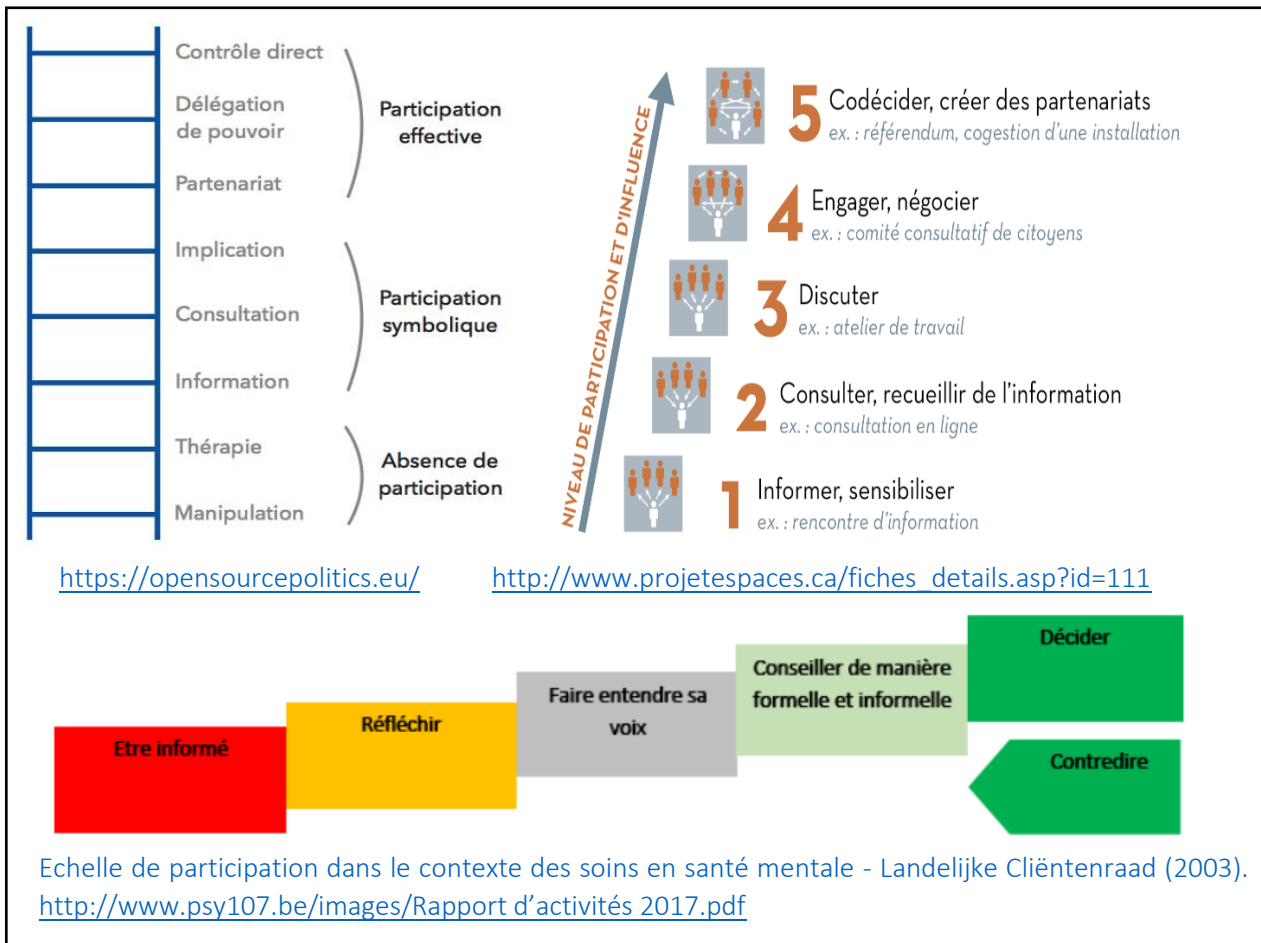 Contrôle direct
Délégation
de pouvoir
Partenariat
Participation
effective
Implication
Consultation
Information
Participation
symbolique
Thérapie
Manipulation
Absence de
participation
NIVEAU DE PARTICIPATION ET D'INFLUENCE
5 Codécider, créer des partenariats
ex. : référendum, cogestion d'une installation
4 Engager, négocier
ex. : comité consultatif de citoyens
3 Discuter
ex. : atelier de travail
2 Consulter, recueillir de l'information
ex. : consultation en ligne
1 Informer, sensibiliser
ex. : rencontre d'information
https://opensourcepolitics.eu/
http://www.projetespaces.ca/fiches_details.asp?id=111
Etre informé
Réfléchir
Faire entendre sa
voix
Conseiller de manière
formelle et informelle
Décider
Contredire
Echelle de participation dans le contexte des soins en santé mentale - Landelijke Cliëntenraad (2003).
http://www.psy107.be/images/Rapport d’activités 2017.pdf